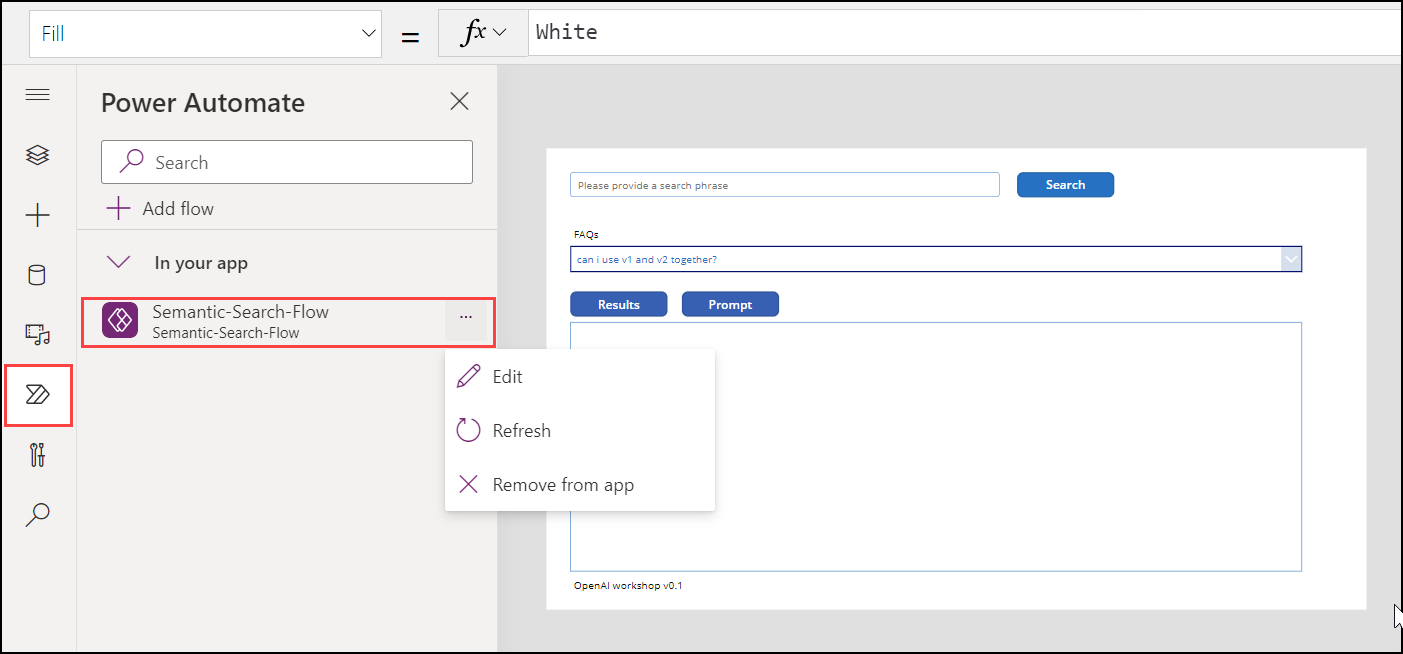 Fill
=
fx
White
Power Automate
Search
Add flow
In your app
Semantic-Search-Flow
Semantic-Search-Flow
...
Edit
Refresh
Remove from app
Please provide a search phrase
Search
FAQs
can i use v1 and v2 together?
Results
Prompt
OpenAI workshop v0.1